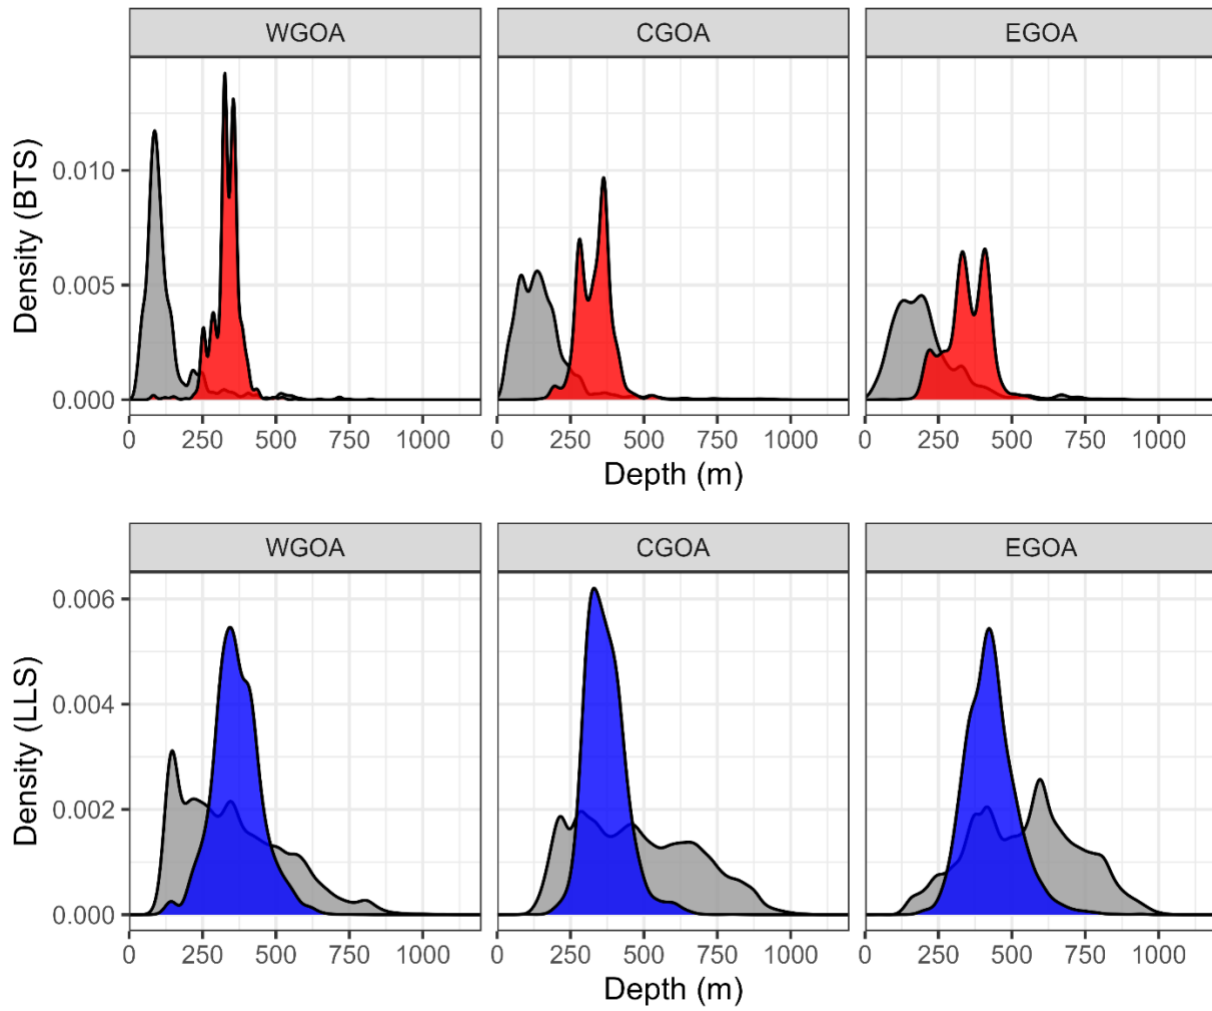 WGOA CGOA EGOA
Density (BTS)
0.010
0.005
0.000
0 250 500 750 1000 0 250 500 750 1000 0 250 500 750 1000
Depth (m)
WGOA CGOA EGOA
Density (LLS)
0.006
0.004
0.002
0.000
0 250 500 750 1000 0 250 500 750 1000 0 250 500 750 1000
Depth (m)